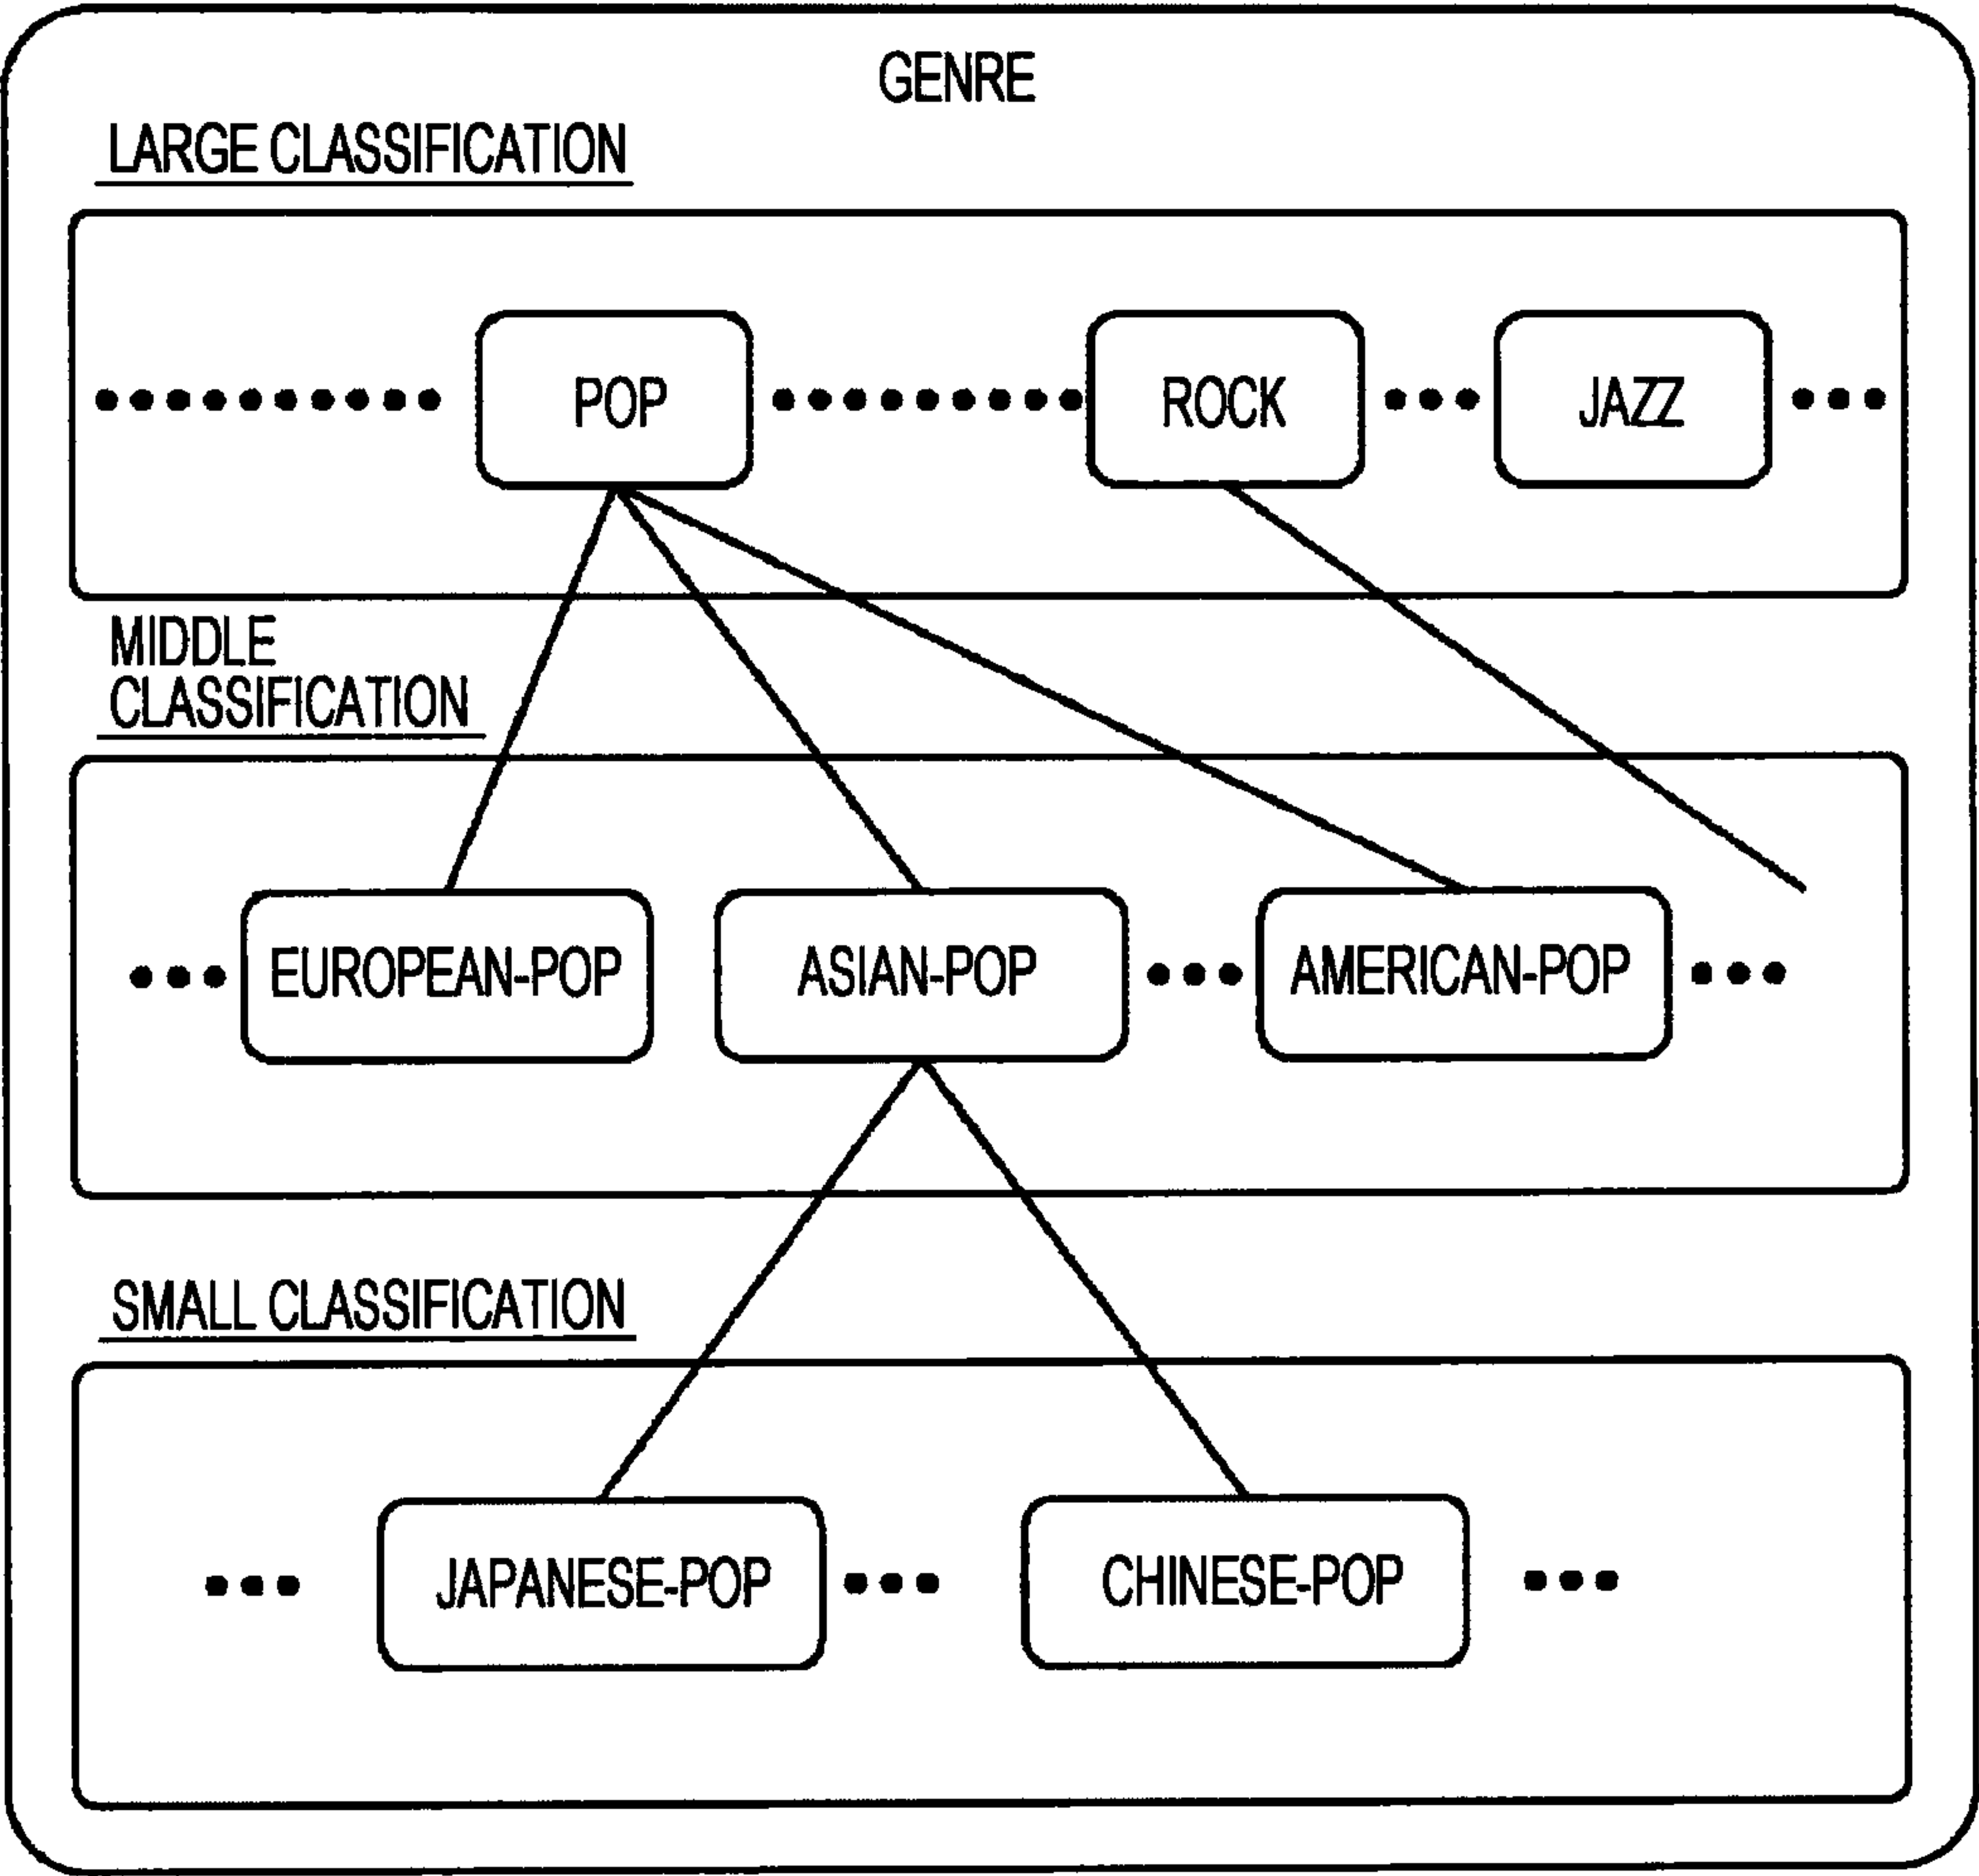 GENRE
LARGE CLASSIFICATION
POP
ROCK
JAZZ
MIDDLE
CLASSIFICATION
EUROPEAN-POP
ASIAN-POP
AMERICAN-POP
SMALL CLASSIFICATION
JAPANESE-POP
CHINESE-POP